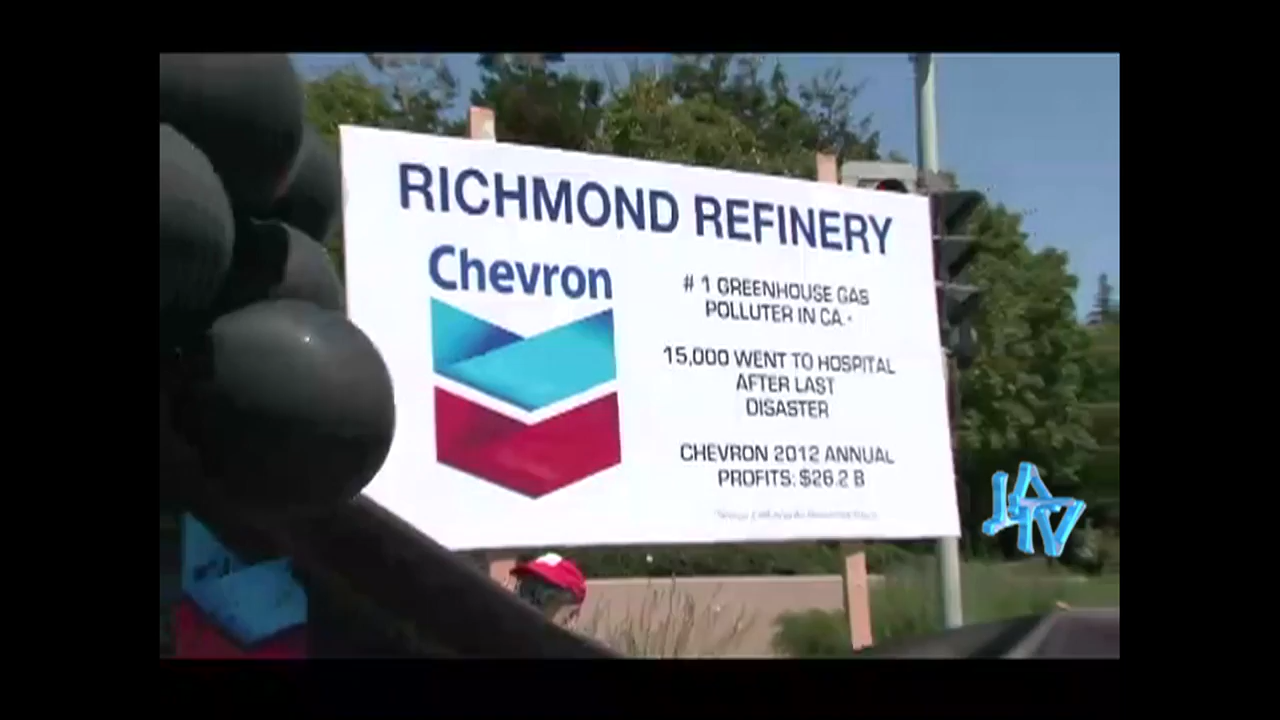 RICHMOND REFINERY
Chevron
# 1 GREENHOUSE GAS
POLLUTER IN CA *
15,000 WENT TO HOSPITAL
AFTER LAST
DISASTER
CHEVRON 2012 ANNUAL
PROFITS: $26.2 B